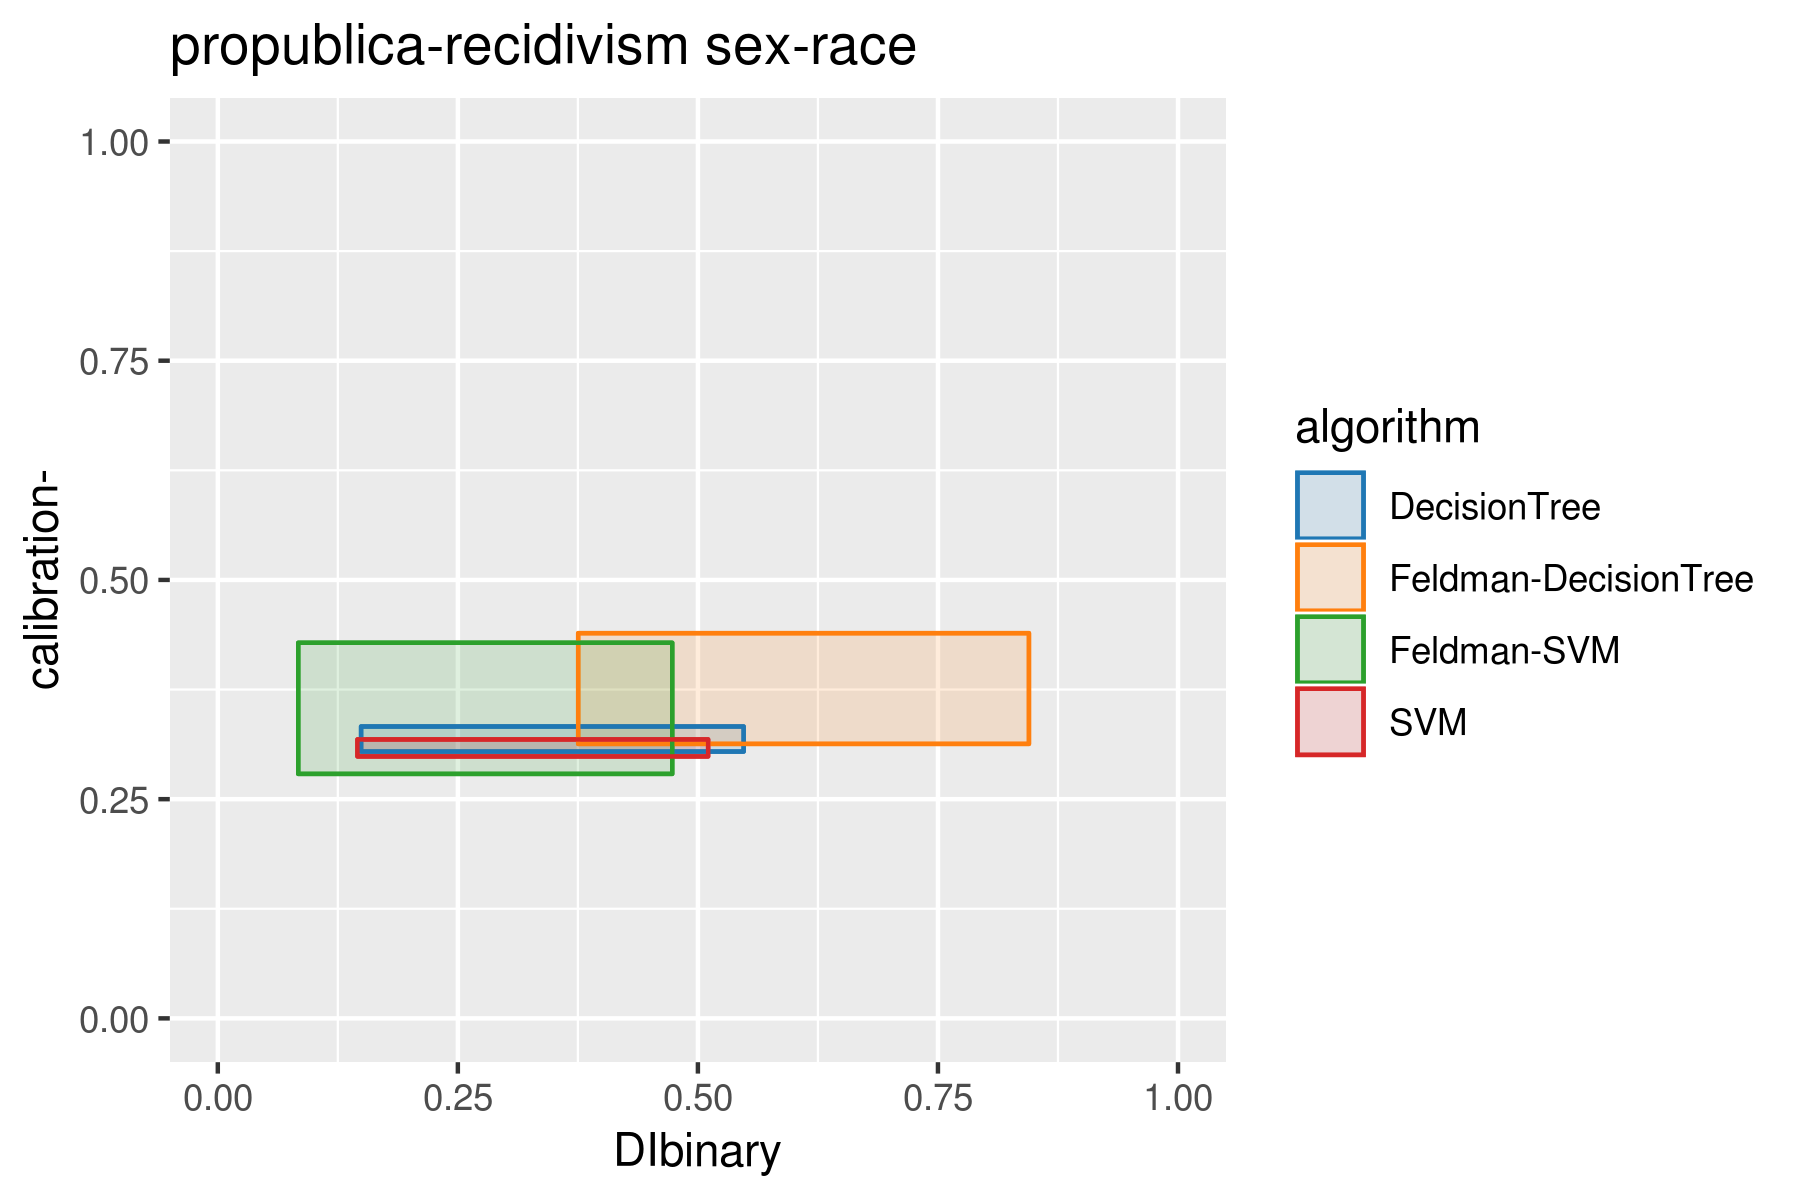 propublica-recidivism sex-race
calibration-
1.00
0.75
0.50
0.25
0.00
0.00 0.25 0.50 0.75 1.00
DIbinary
algorithm
DecisionTree
Feldman-DecisionTree
Feldman-SVM
SVM